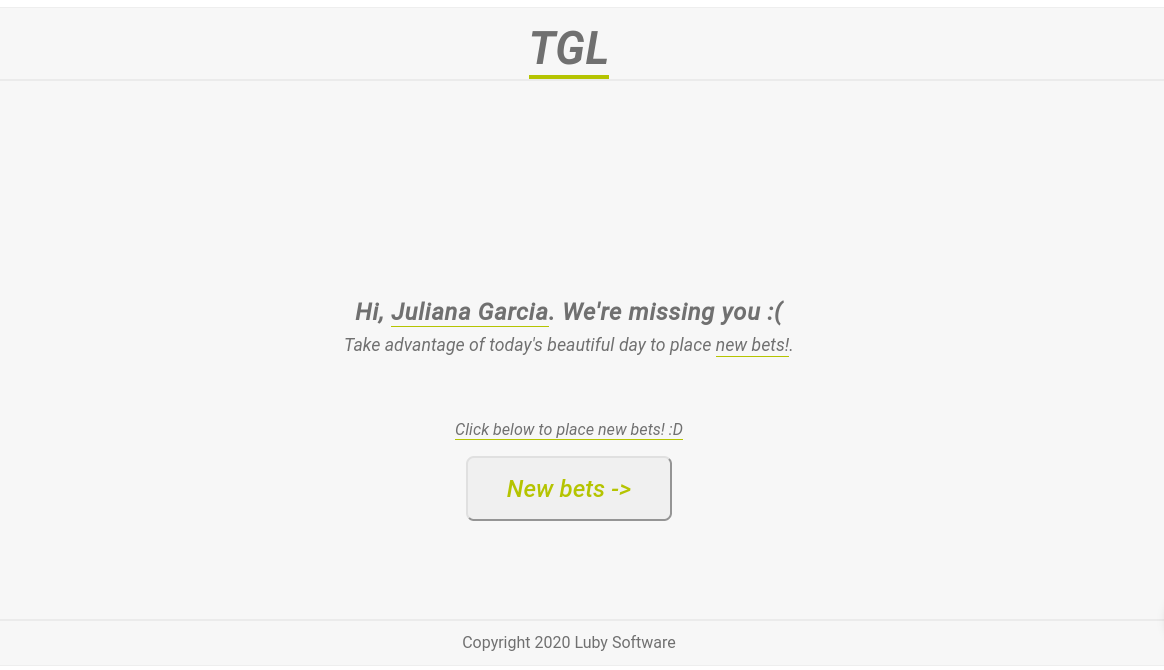 TGL
Hi, Juliana Garcia. We're missing you :(
Take advantage of today's beautiful day to place new bets!.
Click below to place new bets! :D
New bets ->
Copyright 2020 Luby Software